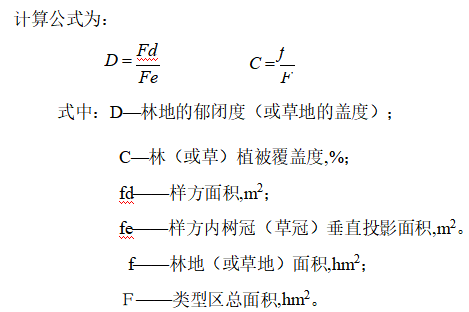 计算公式为：
D=Fd/Fe C=f/F
式中：D—林地的郁闭度（或草地的盖度）；
C—林（或草）植被覆盖度,%；
fd——样方面积,m²；
fe——样方内树冠（草冠）垂直投影面积,m²。
f——林地（或草地）面积,hm²；
F——类型区总面积,hm²。